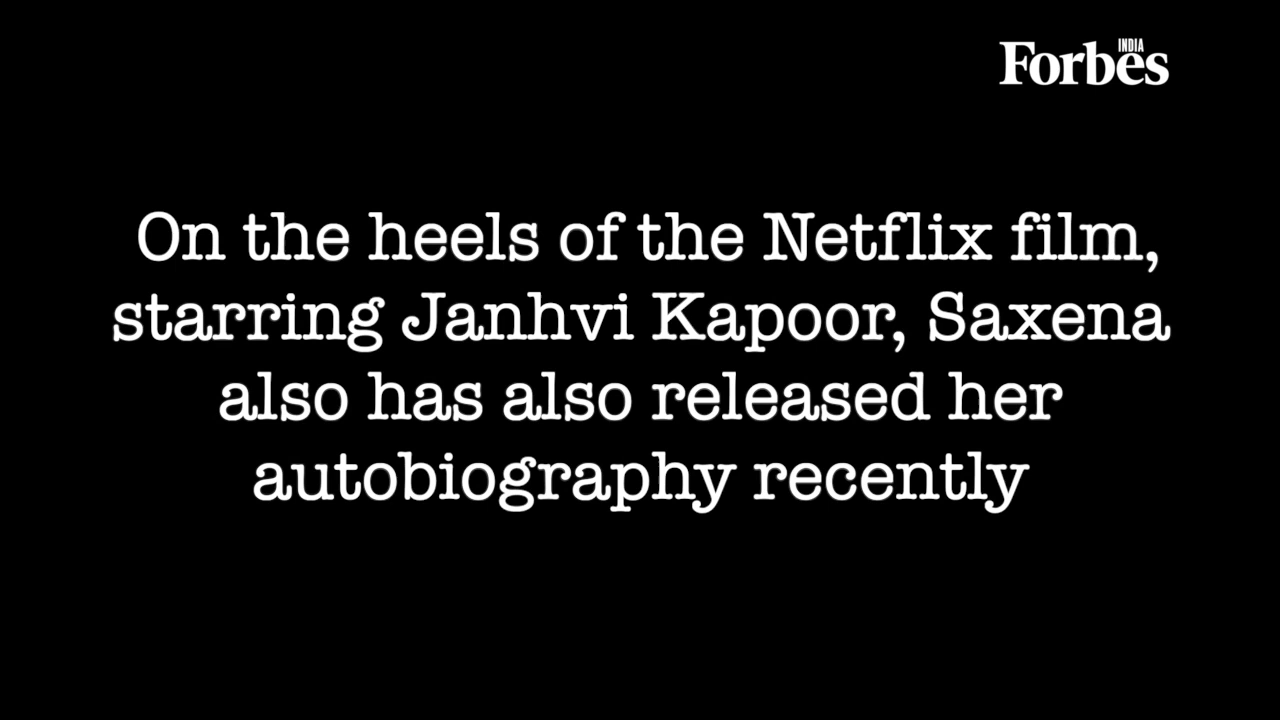 Forbes INDIA
On the heels of the Netflix film,
starring Janhvi Kapoor, Saxena
also has also released her
autobiography recently